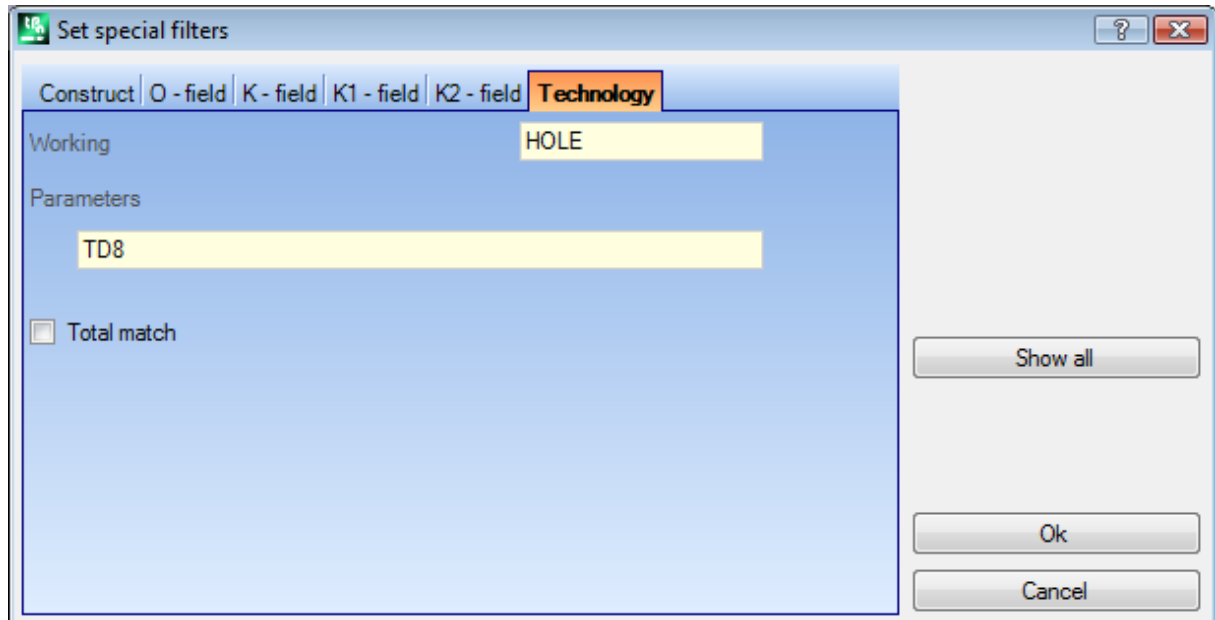 Set special filters
Construct O - field K - field K1 - field K2 - field Technology
Working HOLE
Parameters
TD8
Total match
Show all
Ok
Cancel